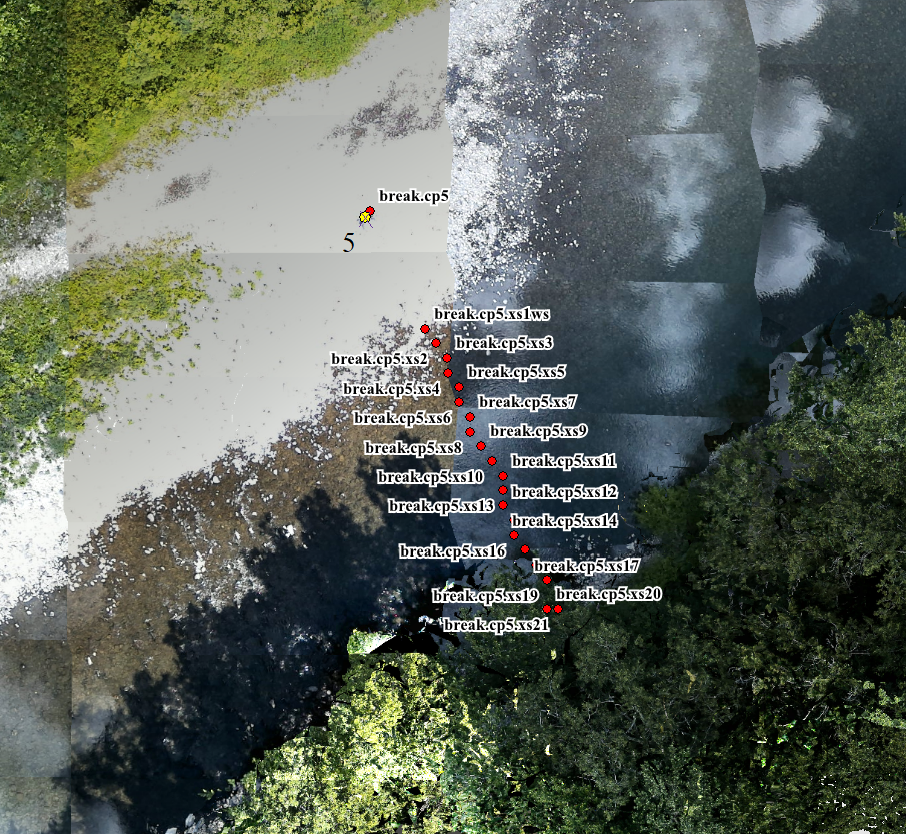 break.cp5
5
break.cp5.xs1ws
break.cp5.xs3
break.cp5.xs2
break.cp5.xs5
break.cp5.xs4
break.cp5.xs7
break.cp5.xs6
break.cp5.xs9
break.cp5.xs8
break.cp5.xs11
break.cp5.xs10
break.cp5.xs12
break.cp5.xs13
break.cp5.xs14
break.cp5.xs16
break.cp5.xs17
break.cp5.xs19
break.cp5.xs20
break.cp5.xs21